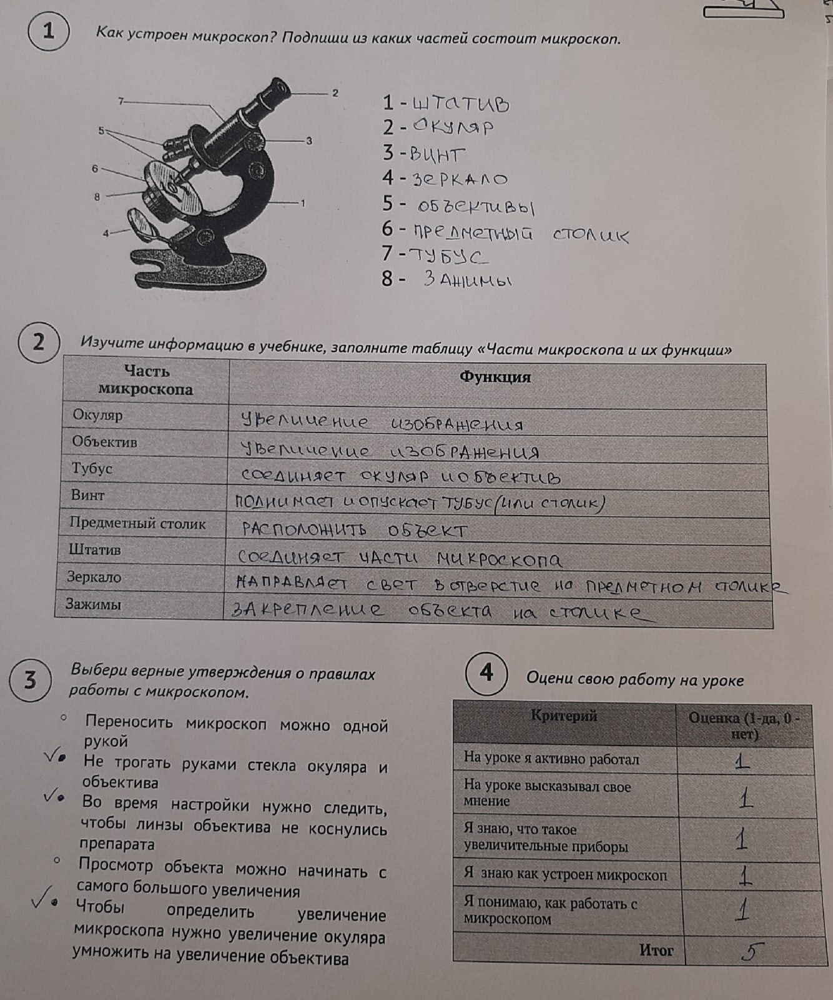 1
Как устроен микроскоп? Подпиши из каких частей состоит микроскоп.
7
2
5
3
6
8
1
4
1 - штатив
2 - окуляр
3 - винт
4 - зеркало
5 - объективы
6 - предметный столик
7 - тубус
8 - зажимы
2
Изучите информацию в учебнике, заполните таблицу «Части микроскопа и их функции»
Часть микроскопа
Функция
Окуляр увеличение изображения
Объектив увеличение изображения
Тубус соединяет окуляр и объектив
Винт поднимает и опускает тубус (или столик)
Предметный столик расположить объект
Штатив соединяет части микроскопа
Зеркало направляет свет в отверстие на предметном столике
Зажимы закрепление объекта на столике
3
Выбери верные утверждения о правилах
работы с микроскопом.
Переносить микроскоп можно одной
рукой
Не трогать руками стекла окуляра и
объектива
Во время настройки нужно следить,
чтобы линзы объектива не коснулись
препарата
Просмотр объекта можно начинать с
самого большого увеличения
Чтобы определить увеличение
микроскопа нужно увеличение окуляра
умножить на увеличение объектива
4
Оцени свою работу на уроке
Критерий
Оценка (1-да, 0 -
нет)
На уроке я активно работал 1
На уроке высказывал свое
мнение 1
Я знаю, что такое
увеличительные приборы 1
Я знаю как устроен микроскоп 1
Я понимаю, как работать с
микроскопом 1
Итог 5